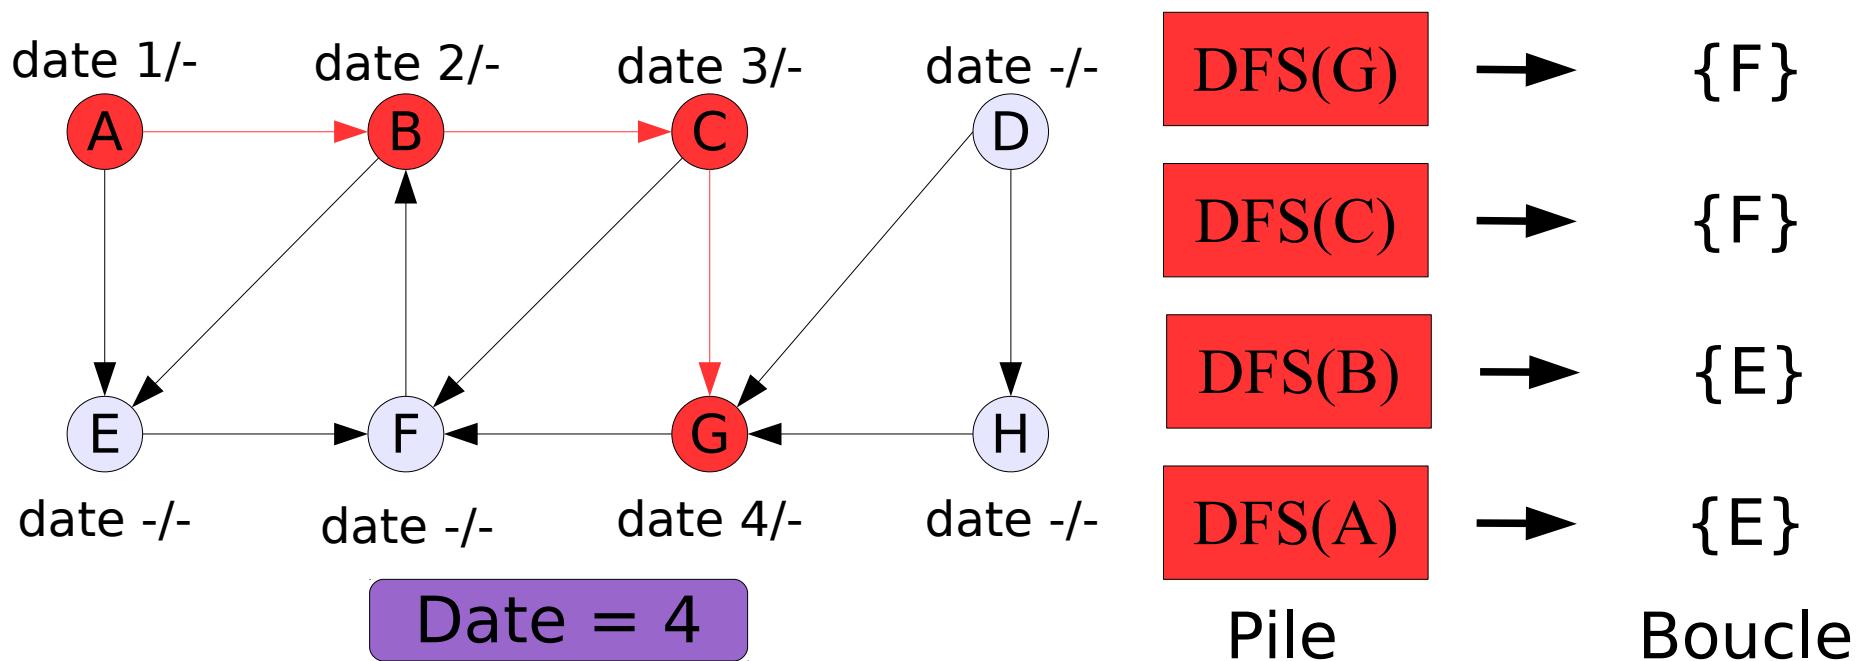 date 1/-
date 2/-
date 3/-
date -/-
A
B
C
D
E
F
G
H
date -/-
date -/-
date 4/-
date -/-
Date = 4
DFS(G)
{F}
DFS(C)
{F}
DFS(B)
{E}
DFS(A)
{E}
Pile
Boucle